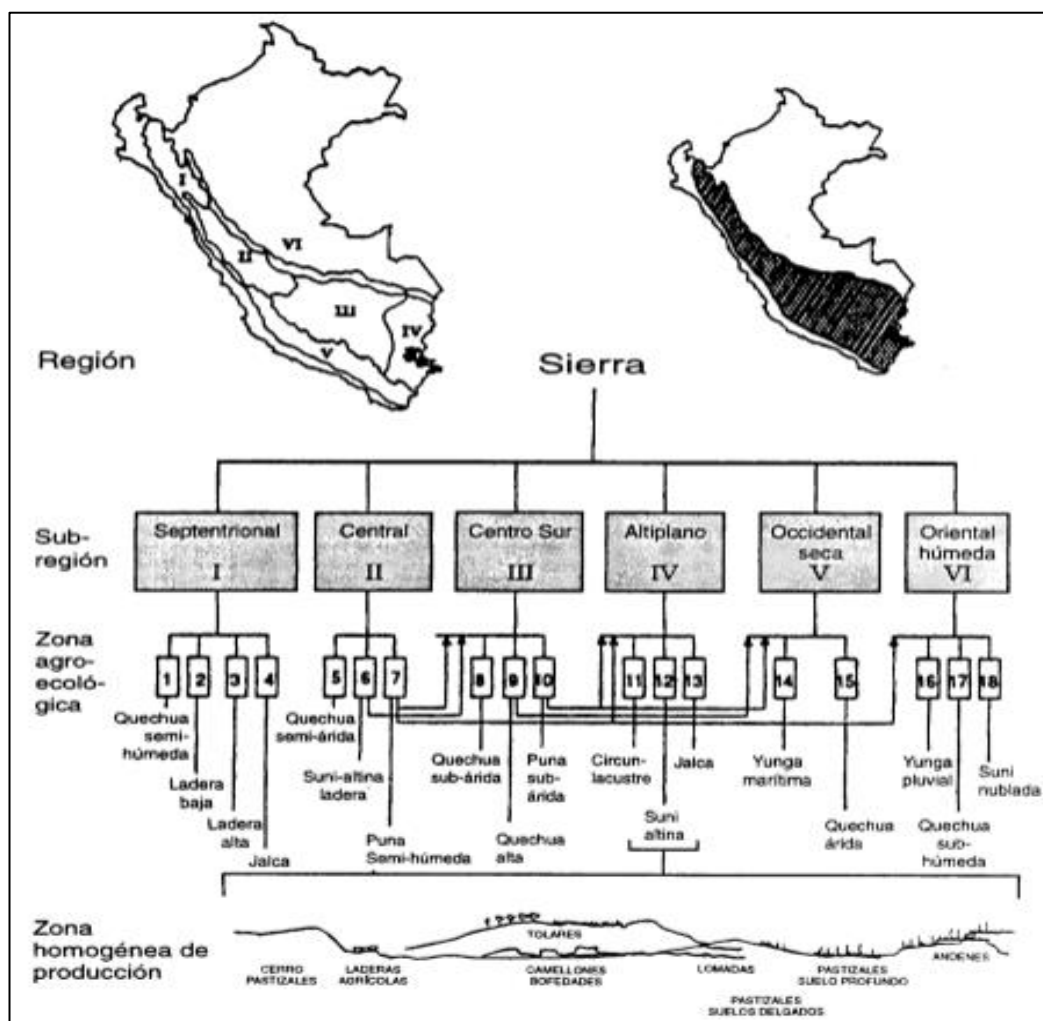 I
II
VI
III
IV
V
Región
Sierra
Sub-
región
Septentrional
I
Central
II
Centro Sur
III
Altiplano
IV
Occidental
seca
V
Oriental
húmeda
VI
Zona
agro-
ecoló-
gica
1
2
3
4
5
6
7
8
9
10
11
12
13
14
15
16
17
18
Quechua
semi-
húmeda
Ladera
baja
Ladera
alta
Jalca
Quechua
semi-árida
Suni-altina
ladera
Puna
Semi-húmeda
Quechua
sub-árida
Quechua
alta
Puna
sub-
árida
Circun-
lacustre
Suni
altina
Jalca
Yunga
marítima
Quechua
árida
Yunga
pluvial
Quechua
sub-
húmeda
Suni
nublada
Zona
homogénea de
producción
CERRO
PASTIZALES
LADERAS
AGRÍCOLAS
TOLARES
CAMELLONES
BOFEDADES
LOMADAS
PASTIZALES
SUELOS DELGADOS
PASTIZALES
SUELO PROFUNDO
ANDENES